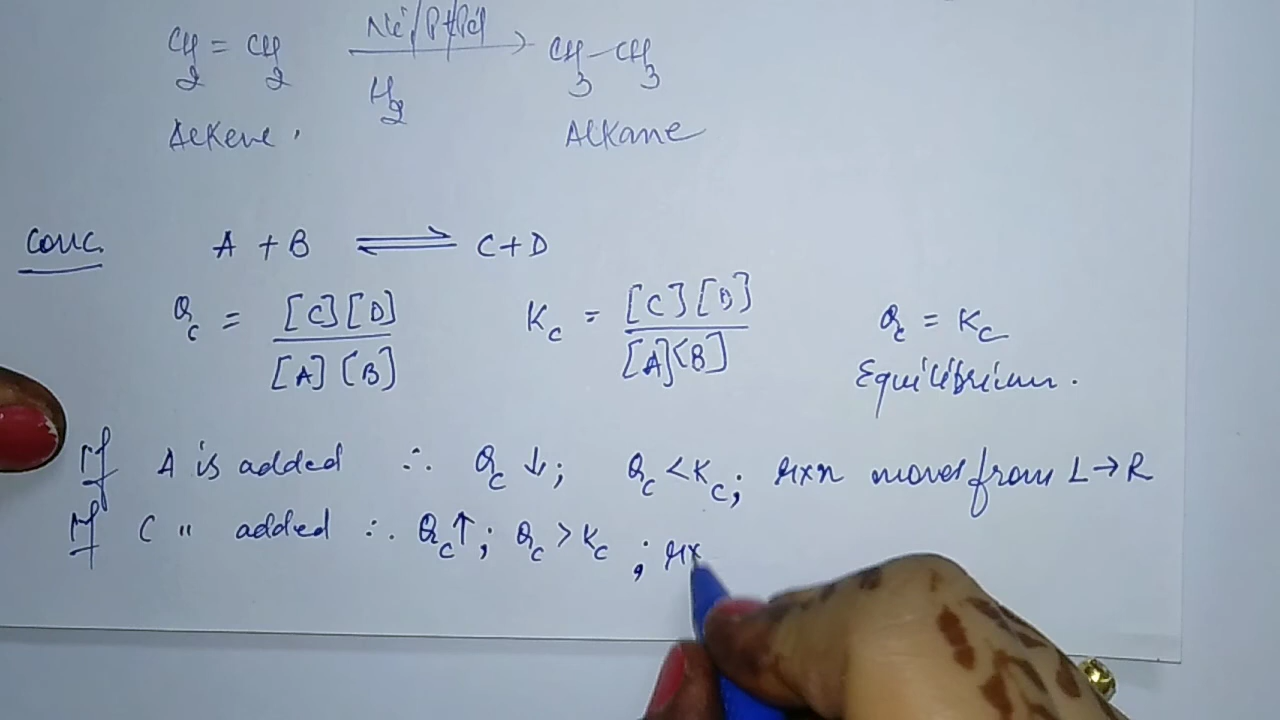 CH2 = CH2 Ni/Pt/Pd H2 → CH3-CH3
Alkene. Alkane
Conc. A + B ⇌ C+D
Qc = [C][D] / [A][B] Kc = [C][D] / [A][B] Qc = Kc
Equilibrium.
If A is added ∴ Qc ↓; Qc < Kc; rxn moves from L → R
If C " added ∴ Qc↑; Qc > Kc ; rx